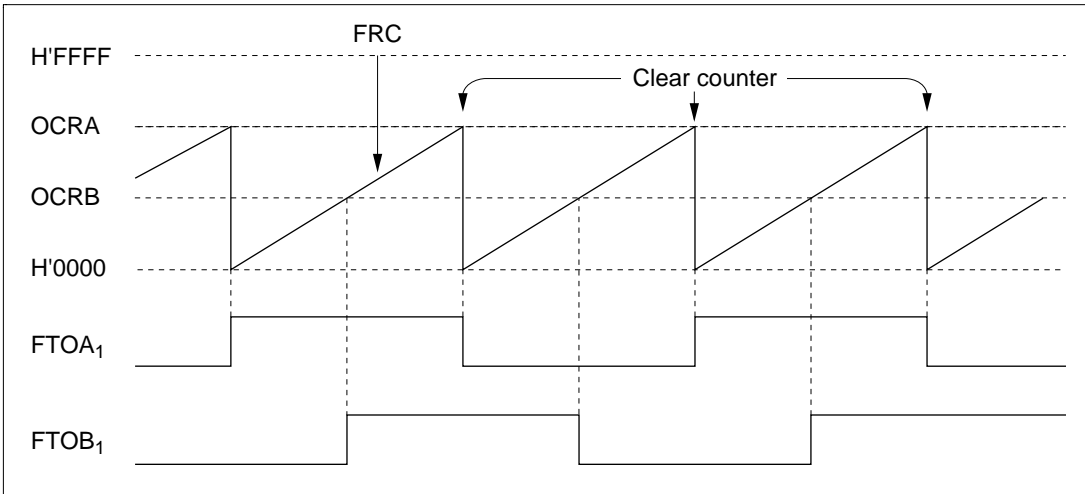 FRC
H'FFFF
Clear counter
OCRA
OCRB
H'0000
FTOA₁
FTOB₁